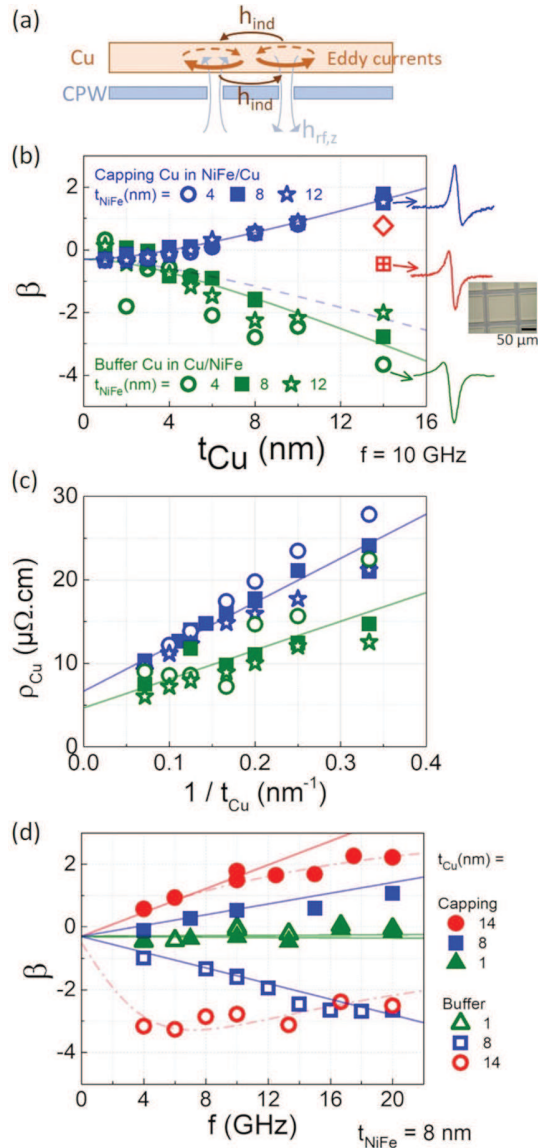 (a)
h_ind
Cu
Eddy currents
CPW
h_ind
h_rf,z
(b)
Capping Cu in NiFe/Cu
t_NiFe(nm) = 4 8 12
2
0
-2
-4
β
Buffer Cu in Cu/NiFe
t_NiFe(nm) = 4 8 12
50 µm
0 4 8 12 16
t_Cu (nm)
f = 10 GHz
(c)
30
20
10
0
ρ_Cu (µΩ.cm)
0.0 0.1 0.2 0.3 0.4
1 / t_Cu (nm⁻¹)
(d)
2
0
-2
-4
β
t_Cu(nm) =
Capping
14
8
1
Buffer
1
8
14
0 4 8 12 16 20
f (GHz)
t_NiFe = 8 nm